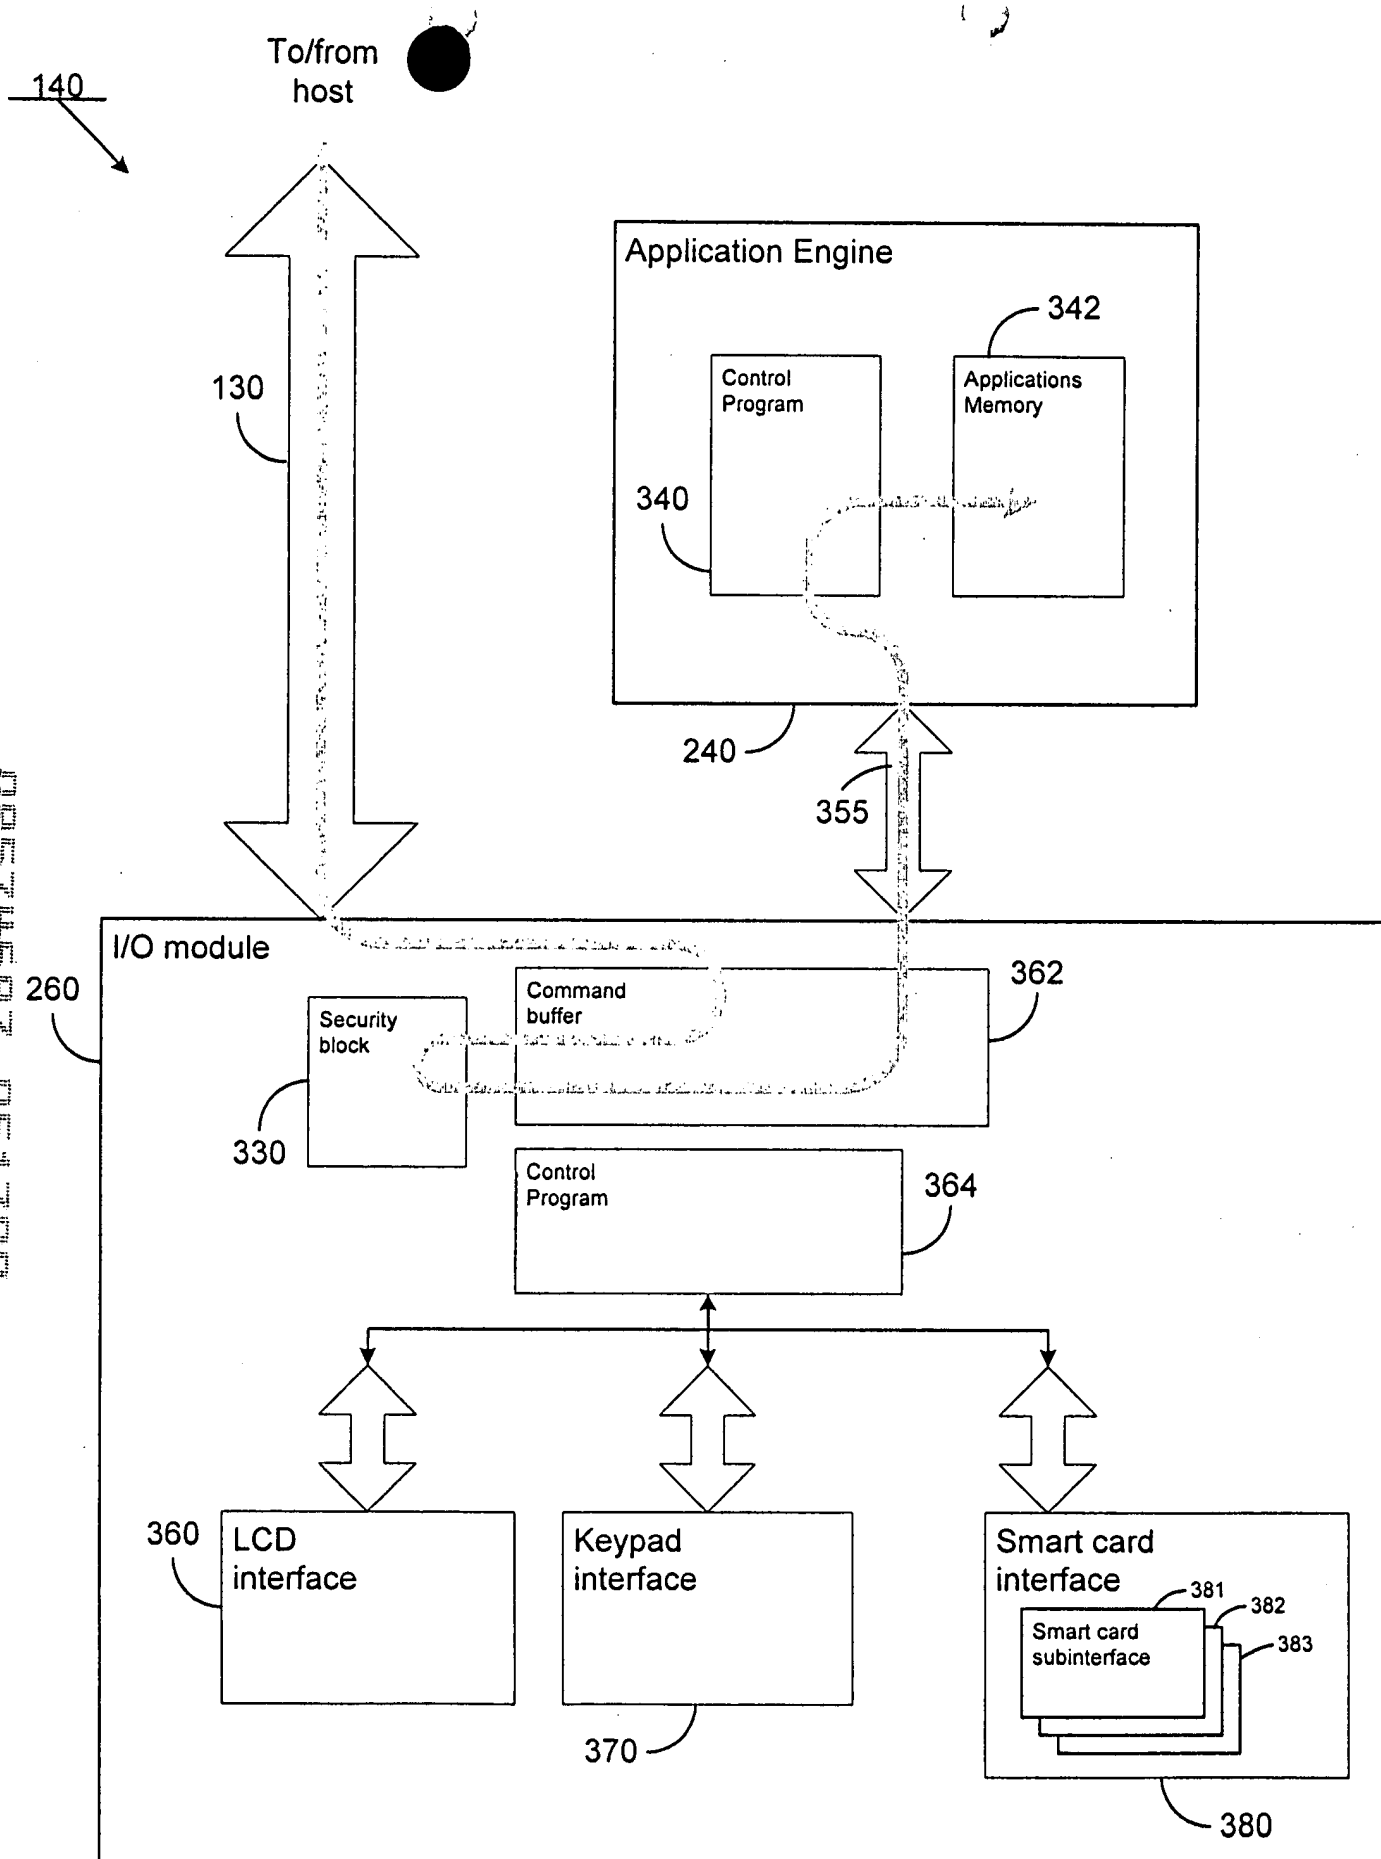 To/from
host
140
Application Engine
342
130
Control
Program
Applications
Memory
340
240
355
I/O module
260
362
Command
buffer
Security
block
330
Control
Program
364
360
LCD
interface
Keypad
interface
Smart card
interface
381
382
383
Smart card
subinterface
370
380